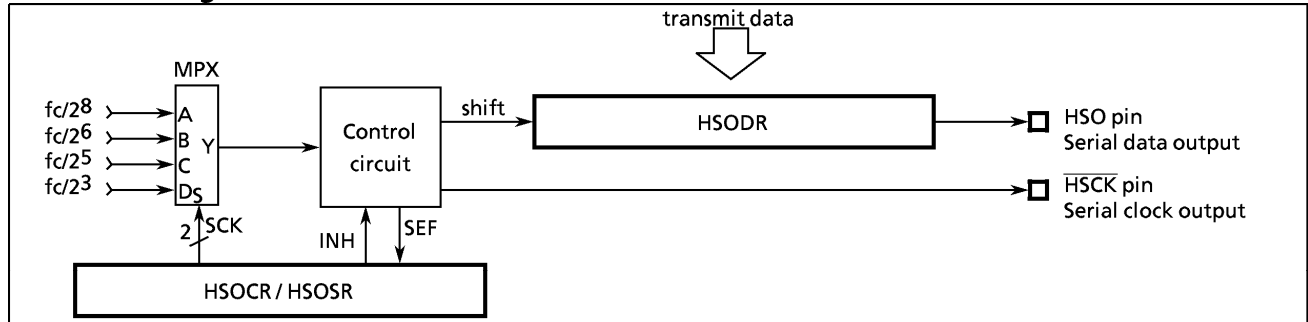 transmit data
MPX
fc/2⁸
fc/2⁶
fc/2⁵
fc/2³
A
B
C
D
S
Y
Control
circuit
shift
HSODR
HSO pin
Serial data output
H̅S̅C̅K̅ pin
Serial clock output
2
SCK
INH
SEF
HSOCR / HSOSR